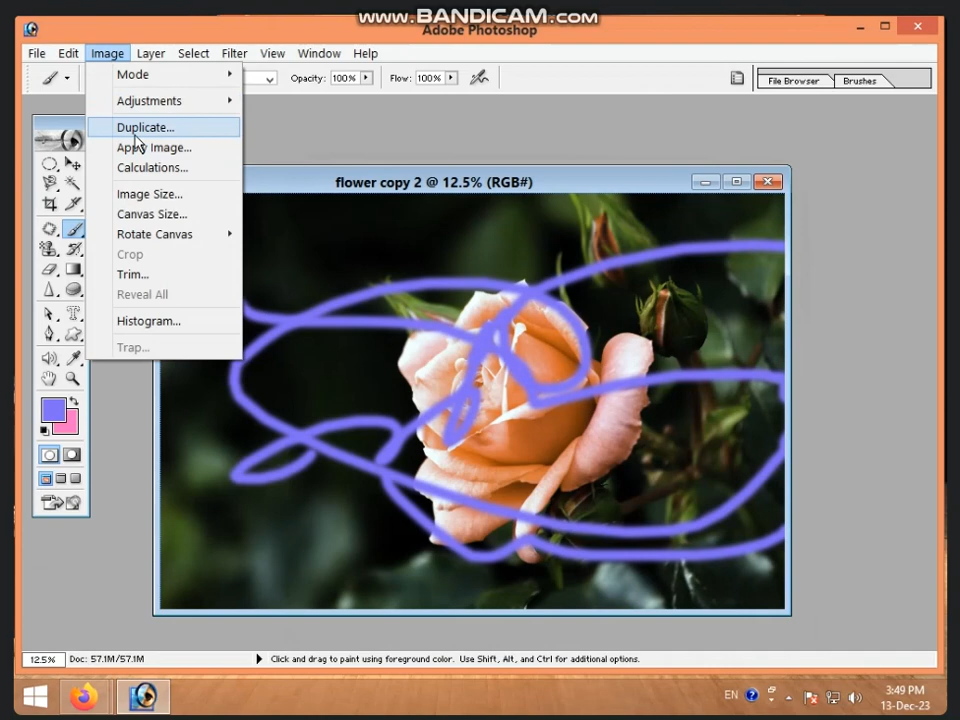 www.BANDICAM.com
Adobe Photoshop
File Edit Image Layer Select Filter View Window Help
Opacity: 100% Flow: 100% File Browser Brushes
Mode
Adjustments
Duplicate...
Apply Image...
Calculations...
Image Size...
Canvas Size...
Rotate Canvas
Crop
Trim...
Reveal All
Histogram...
Trap...
flower copy 2 @ 12.5% (RGB#)
12.5% Doc: 57.1M/57.1M Click and drag to paint using foreground color. Use Shift, Alt, and Ctrl for additional options.
EN 3:49 PM
13-Dec-23